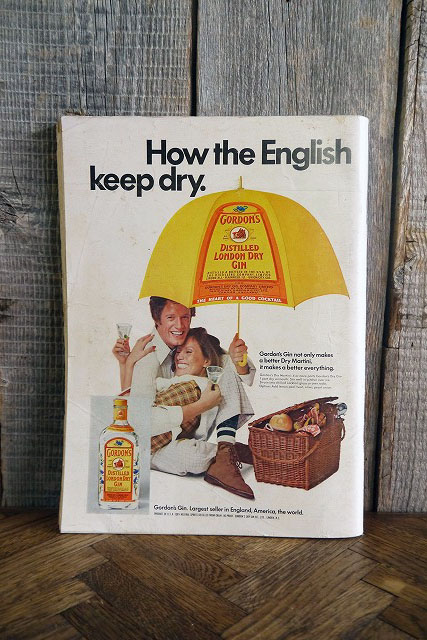 How the English
keep dry.
GORDON'S
DISTILLED
LONDON DRY
GIN
THE HEART OF A GOOD COCKTAIL
Gordon's Gin not only makes
a better Dry Martini,
it makes a better everything.
GORDON'S
DISTILLED
LONDON DRY
GIN
Gordon's Gin. Largest seller in England, America, the world.